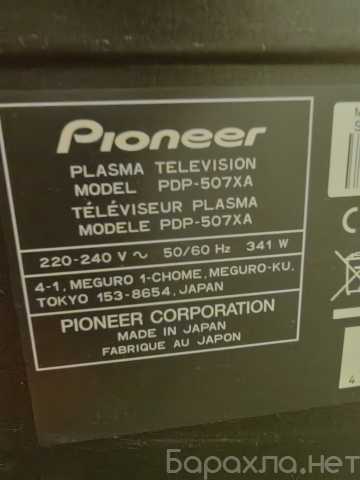 Pioneer
PLASMA TELEVISION
MODEL PDP-507XA
TÉLÉVISEUR PLASMA
MODELE PDP-507XA
220-240 V ~ 50/60 Hz 341 W
4-1, MEGURO 1-CHOME, MEGURO-KU,
TOKYO 153-8654, JAPAN
PIONEER CORPORATION
MADE IN JAPAN
FABRIQUE AU JAPON
Барахла.нет